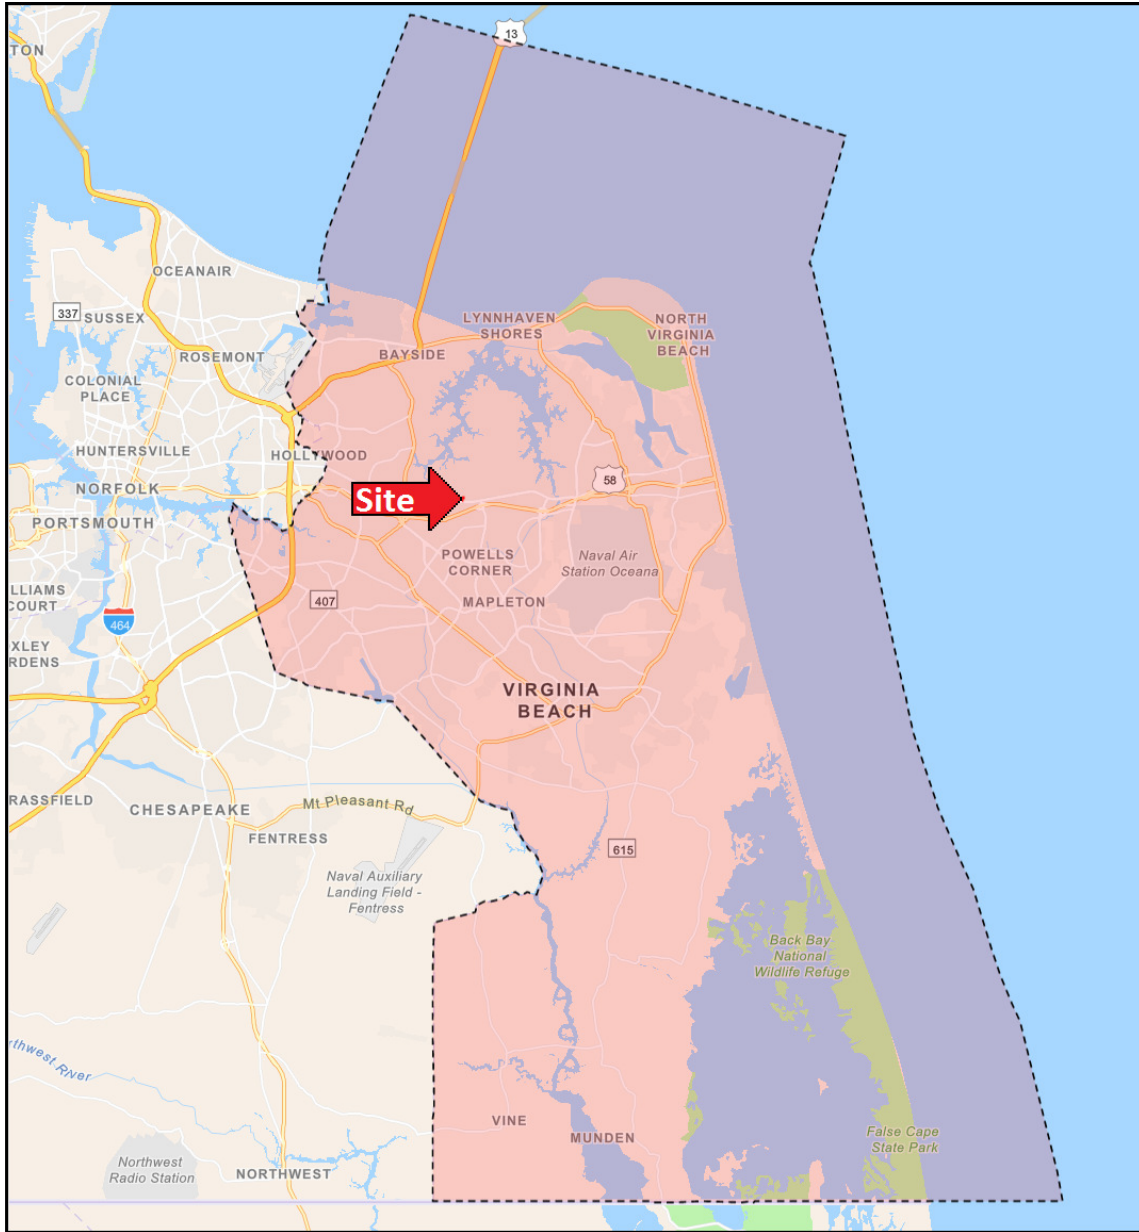 13
TON
OCEANAIR
337
SUSSEX
LYNNHAVEN
SHORES
NORTH
VIRGINIA
BEACH
ROSEMONT
BAYSIDE
COLONIAL
PLACE
HUNTERSVILLE
HOLLYWOOD
58
NORFOLK
Site
PORTSMOUTH
POWELLS
CORNER
Naval Air
Station Oceana
LLIAMS
COURT
407
MAPLETON
464
XLEY
RDENS
VIRGINIA
BEACH
RASSFIELD
CHESAPEAKE
Mt Pleasant Rd
FENTRESS
615
Naval Auxiliary
Landing Field -
Fentress
Back Bay
National
Wildlife Refuge
rthwest River
VINE
MUNDEN
False Cape
State Park
Northwest
Radio Station
NORTHWEST